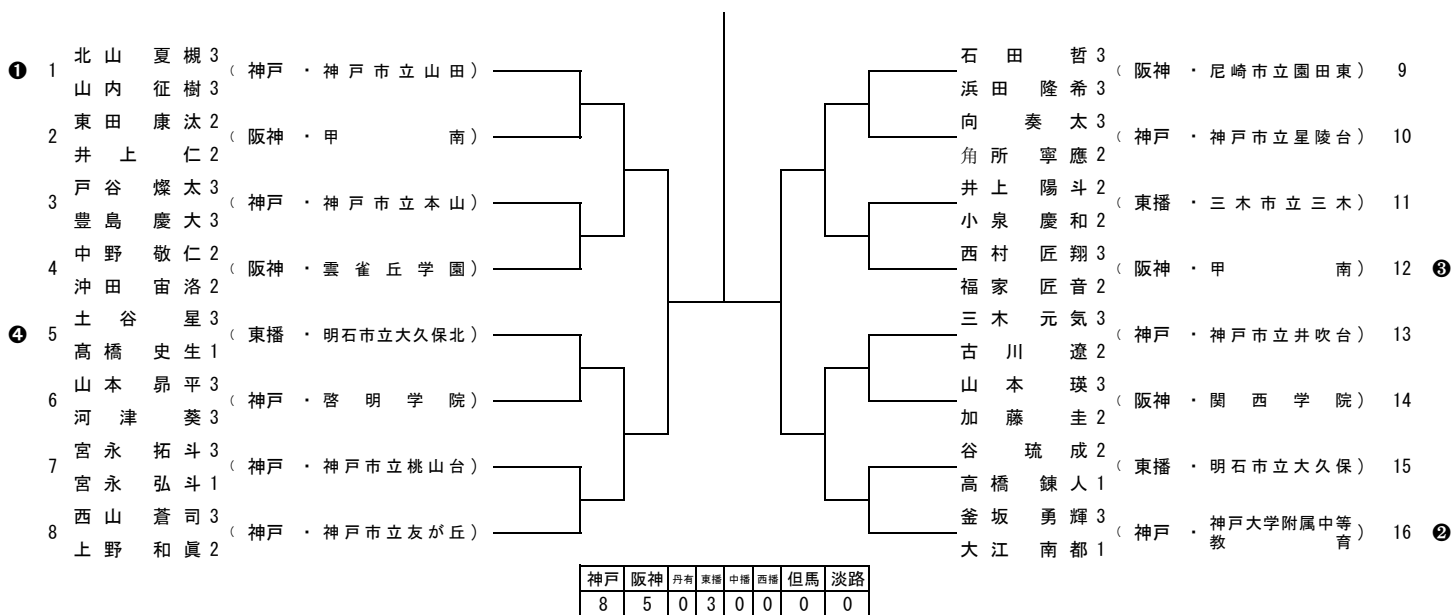 北山 夏槻 3
❶ 1 (神戸・神戸市立山田)
山内 征樹 3
東田 康汰 2
2 (阪神・甲南)
井上 仁 2
戸谷 燦太 3
3 (神戸・神戸市立本山)
豊島 慶大 3
中野 敬仁 2
4 (阪神・雲雀丘学園)
沖田 宙洛 2
土谷 星 3
❹ 5 (東播・明石市立大久保北)
髙橋 史生 1
山本 昴平 3
6 (神戸・啓明学院)
河津 葵 3
宮永 拓斗 3
7 (神戸・神戸市立桃山台)
宮永 弘斗 1
西山 蒼司 3
8 (神戸・神戸市立友が丘)
上野 和眞 2
石田 哲 3
(阪神・尼崎市立園田東) 9
浜田 隆希 3
向 奏太 3
(神戸・神戸市立星陵台) 10
角所 寧應 2
井上 陽斗 2
(東播・三木市立三木) 11
小泉 慶和 2
西村 匠翔 3
(阪神・甲南) 12 ❸
福家 匠音 2
三木 元気 3
(神戸・神戸市立井吹台) 13
古川 遼 2
山本 瑛 3
(阪神・関西学院) 14
加藤 圭 2
谷 琉成 2
(東播・明石市立大久保) 15
高橋 錬人 1
釜坂 勇輝 3
(神戸・神戸大学附属中等教育) 16 ❷
大江 南都 1
神戸 阪神 丹有 東播 中播 西播 但馬 淡路
8 5 0 3 0 0 0 0